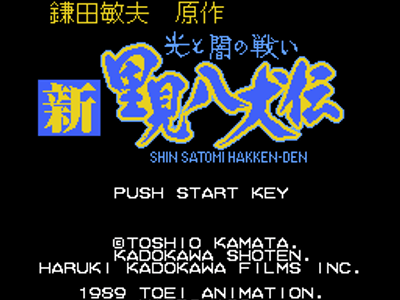 鎌田敏夫 原作
光と闇の戦い
新 里見八犬伝
SHIN SATOMI HAKKEN-DEN
PUSH START KEY
©TOSHIO KAMATA.
KADOKAWA SHOTEN.
HARUKI KADOKAWA FILMS INC.
1989 TOEI ANIMATION.